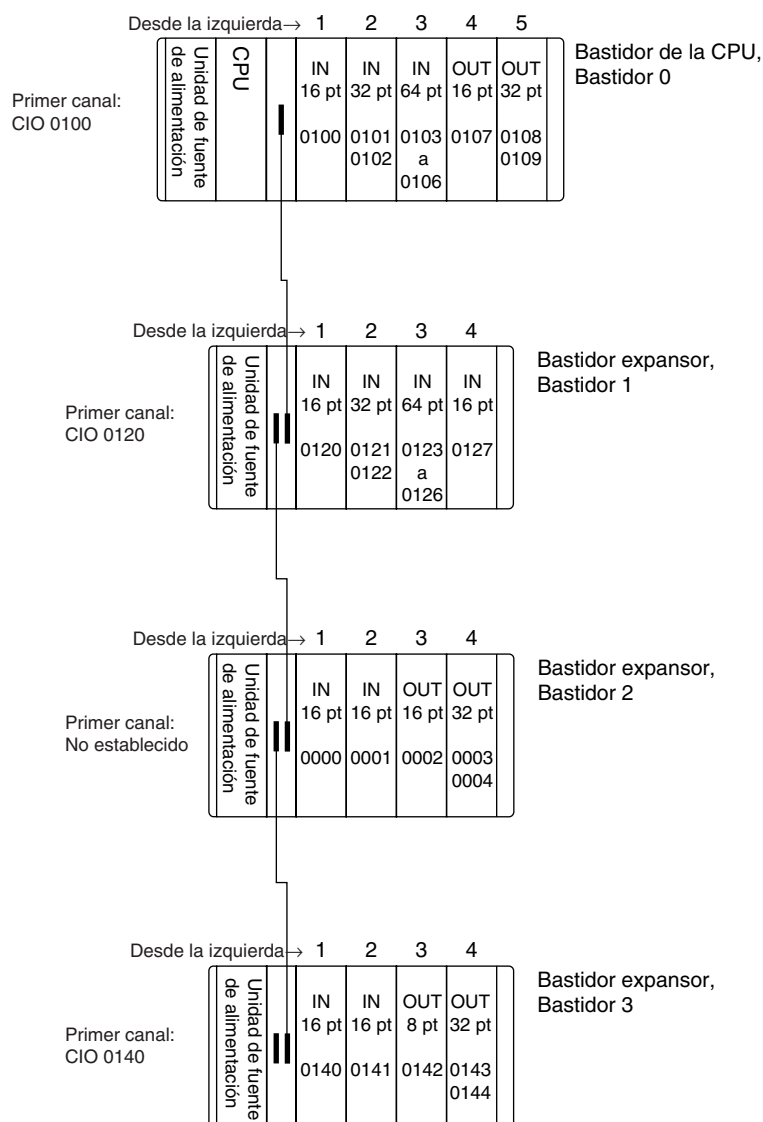 Desde la izquierda→ 1 2 3 4 5
Bastidor de la CPU,
Bastidor 0
Primer canal:
CIO 0100
Unidad de fuente
de alimentación
CPU
IN IN IN OUT OUT
16 pt 32 pt 64 pt 16 pt 32 pt
0100 0101 0103 0107 0108
0102 a 0109
0106
Desde la izquierda→ 1 2 3 4
Bastidor expansor,
Bastidor 1
Primer canal:
CIO 0120
Unidad de fuente
de alimentación
IN IN IN IN
16 pt 32 pt 64 pt 16 pt
0120 0121 0123 0127
0122 a
0126
Desde la izquierda→ 1 2 3 4
Bastidor expansor,
Bastidor 2
Primer canal:
No establecido
Unidad de fuente
de alimentación
IN IN OUT OUT
16 pt 16 pt 16 pt 32 pt
0000 0001 0002 0003
0004
Desde la izquierda→ 1 2 3 4
Bastidor expansor,
Bastidor 3
Primer canal:
CIO 0140
Unidad de fuente
de alimentación
IN IN OUT OUT
16 pt 16 pt 8 pt 32 pt
0140 0141 0142 0143
0144